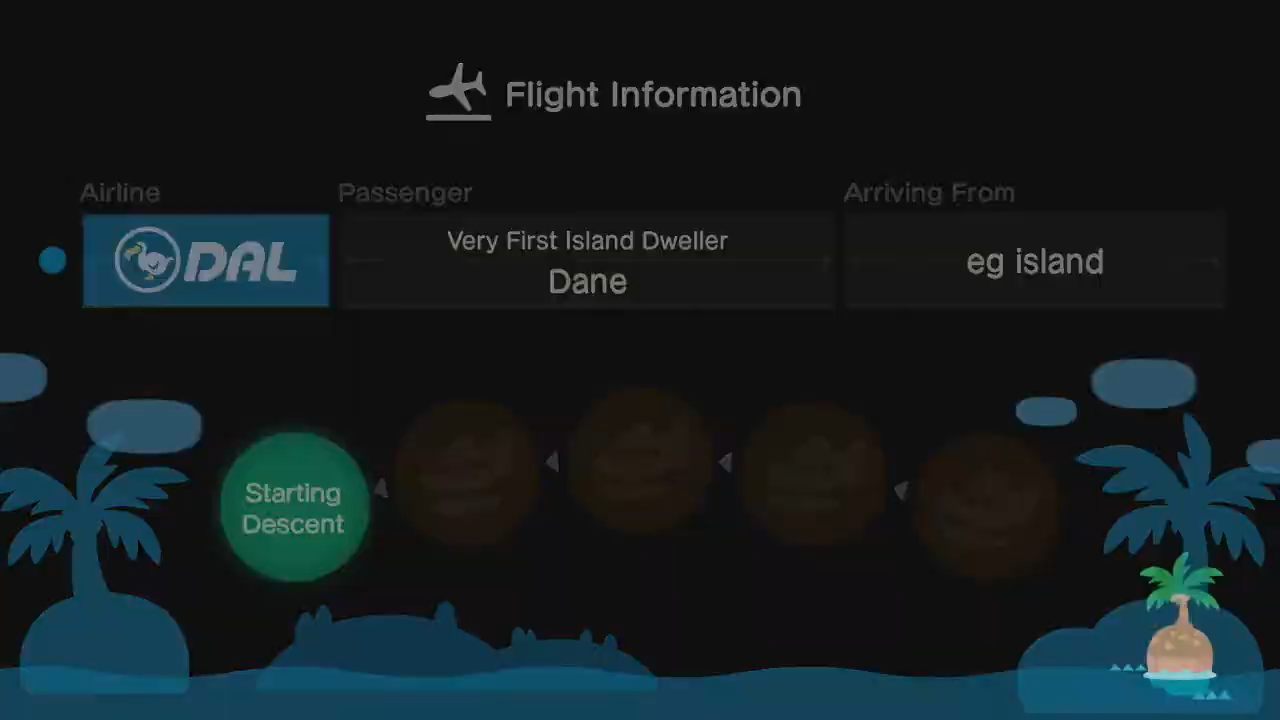 Flight Information
Airline
Passenger
Arriving From
DAL
Very First Island Dweller
Dane
eg island
Starting
Descent